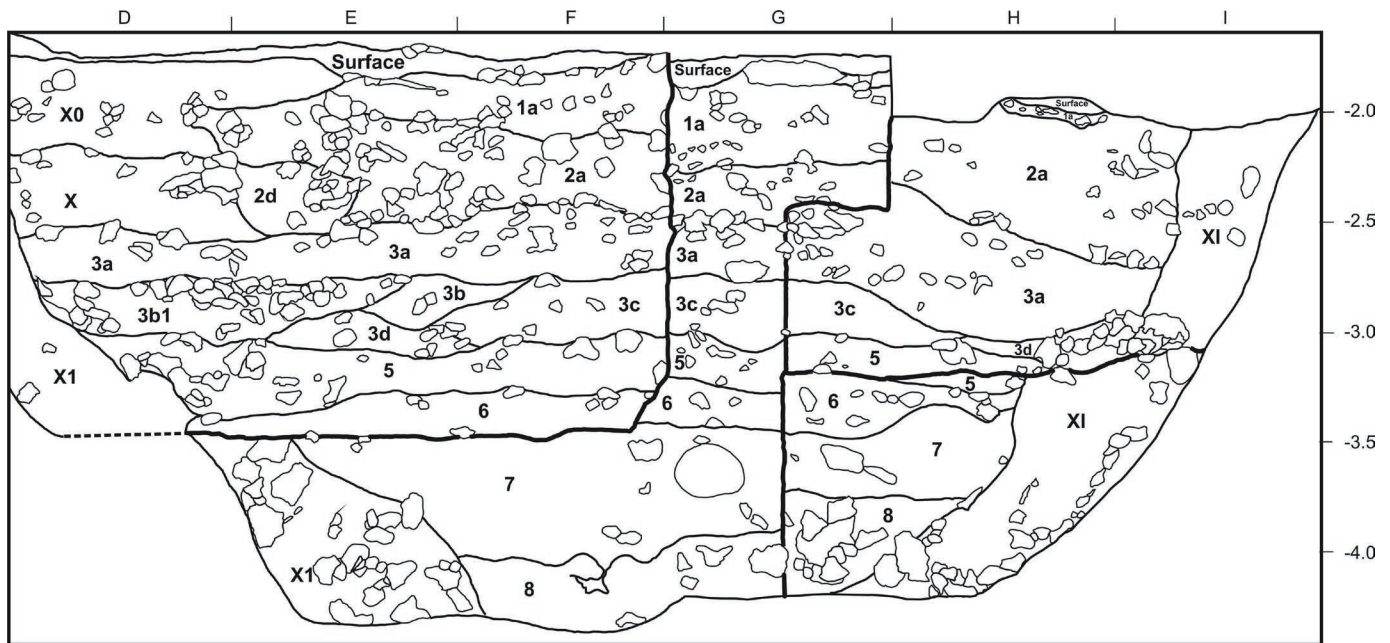 D E F G H I
Surface
Surface
Surface
1a
-2.0
X0
1a
1a
2a
2a
2d
2a
X
-2.5
3a
3a
3a
3a
3b
3b1
3c
3c
3c
3d
-3.0
3d
5
5
5
5
X1
6
6
6
XI
XI
-3.5
7
7
8
X1
8
-4.0